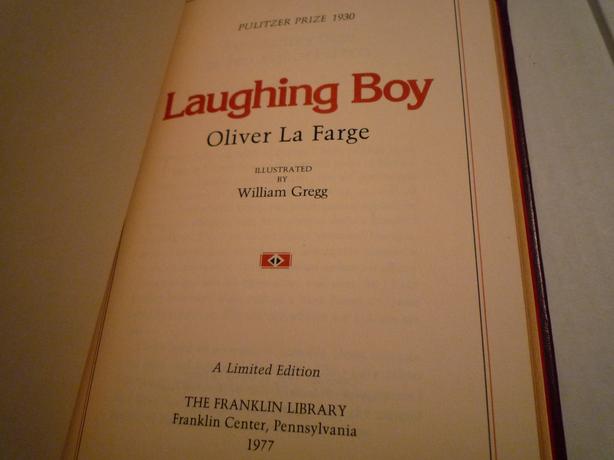 PULITZER PRIZE 1930
Laughing Boy
Oliver La Farge
ILLUSTRATED
BY
William Gregg
A Limited Edition
THE FRANKLIN LIBRARY
Franklin Center, Pennsylvania
1977